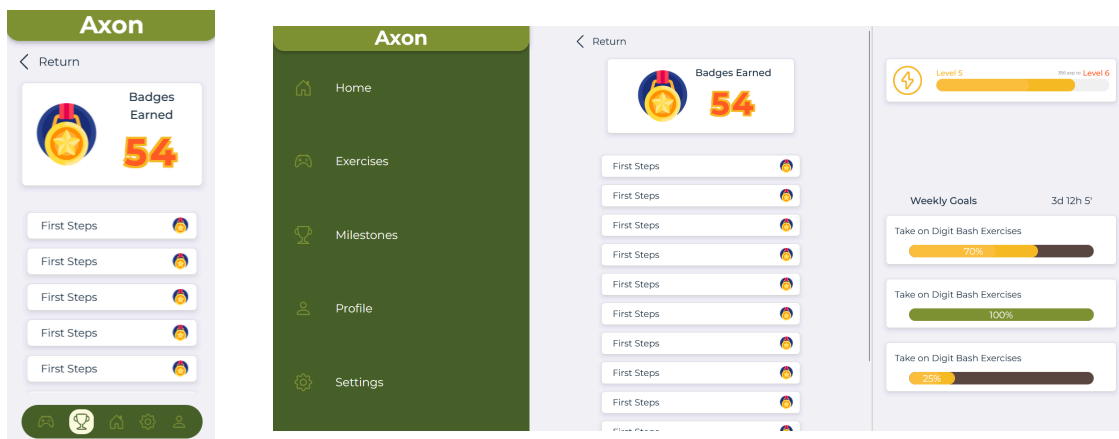 Axon
Return
Badges
Earned
54
First Steps
First Steps
First Steps
First Steps
First Steps
Axon
Home
Exercises
Milestones
Profile
Settings
Return
Badges Earned
54
First Steps
First Steps
First Steps
First Steps
First Steps
First Steps
First Steps
First Steps
First Steps
First Steps
Level 5
Level 6
Weekly Goals 3d 12h 5'
Take on Digit Bash Exercises
70%
Take on Digit Bash Exercises
100%
Take on Digit Bash Exercises
25%